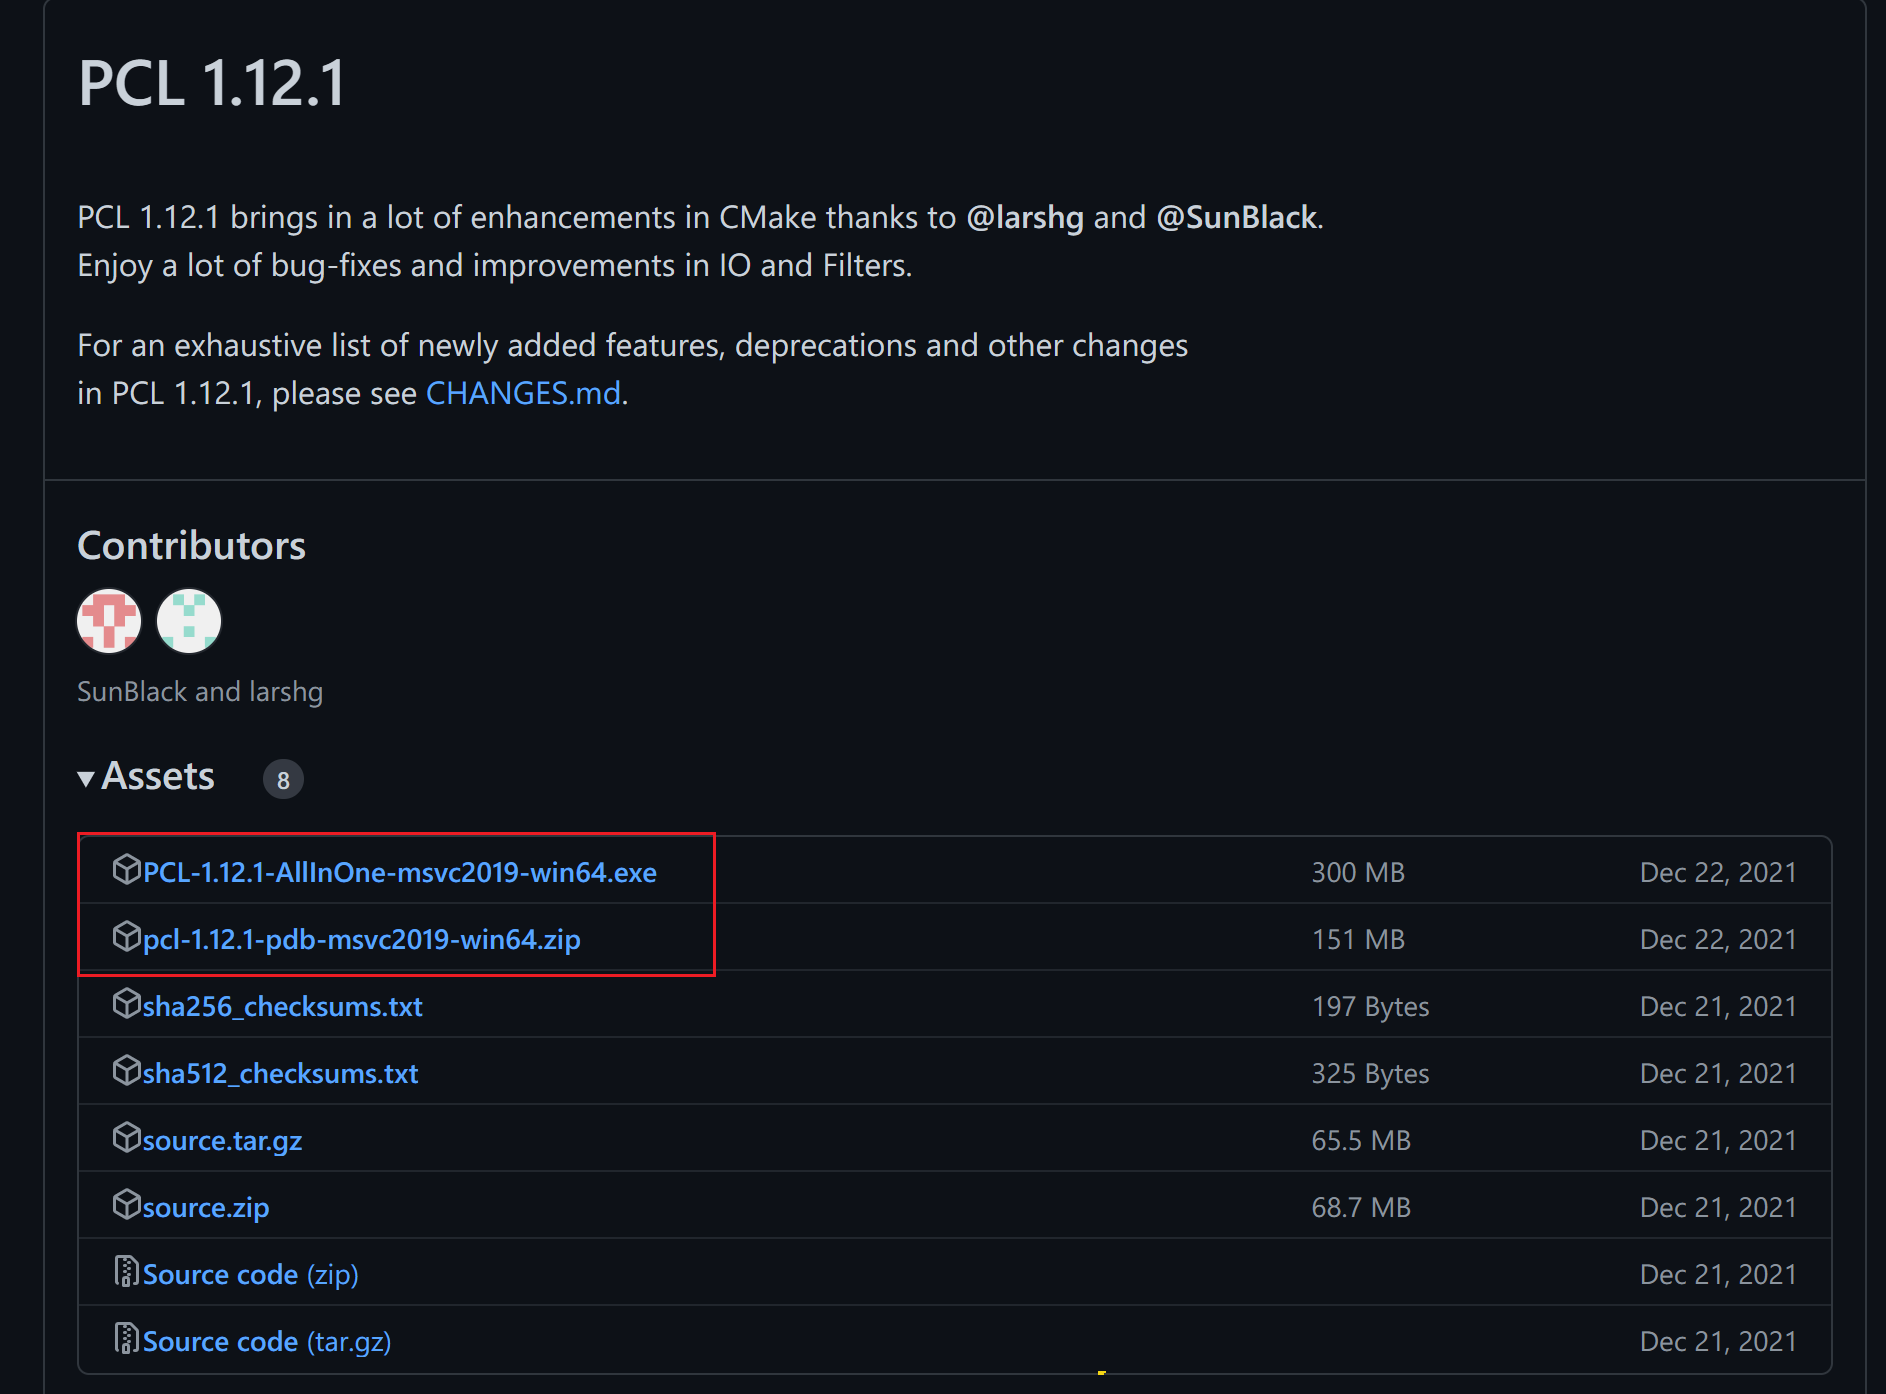 PCL 1.12.1
PCL 1.12.1 brings in a lot of enhancements in CMake thanks to @larshg and @SunBlack.
Enjoy a lot of bug-fixes and improvements in IO and Filters.
For an exhaustive list of newly added features, deprecations and other changes
in PCL 1.12.1, please see CHANGES.md.
Contributors
SunBlack and larshg
Assets 8
PCL-1.12.1-AllInOne-msvc2019-win64.exe 300 MB Dec 22, 2021
pcl-1.12.1-pdb-msvc2019-win64.zip 151 MB Dec 22, 2021
sha256_checksums.txt 197 Bytes Dec 21, 2021
sha512_checksums.txt 325 Bytes Dec 21, 2021
source.tar.gz 65.5 MB Dec 21, 2021
source.zip 68.7 MB Dec 21, 2021
Source code (zip) Dec 21, 2021
Source code (tar.gz) Dec 21, 2021